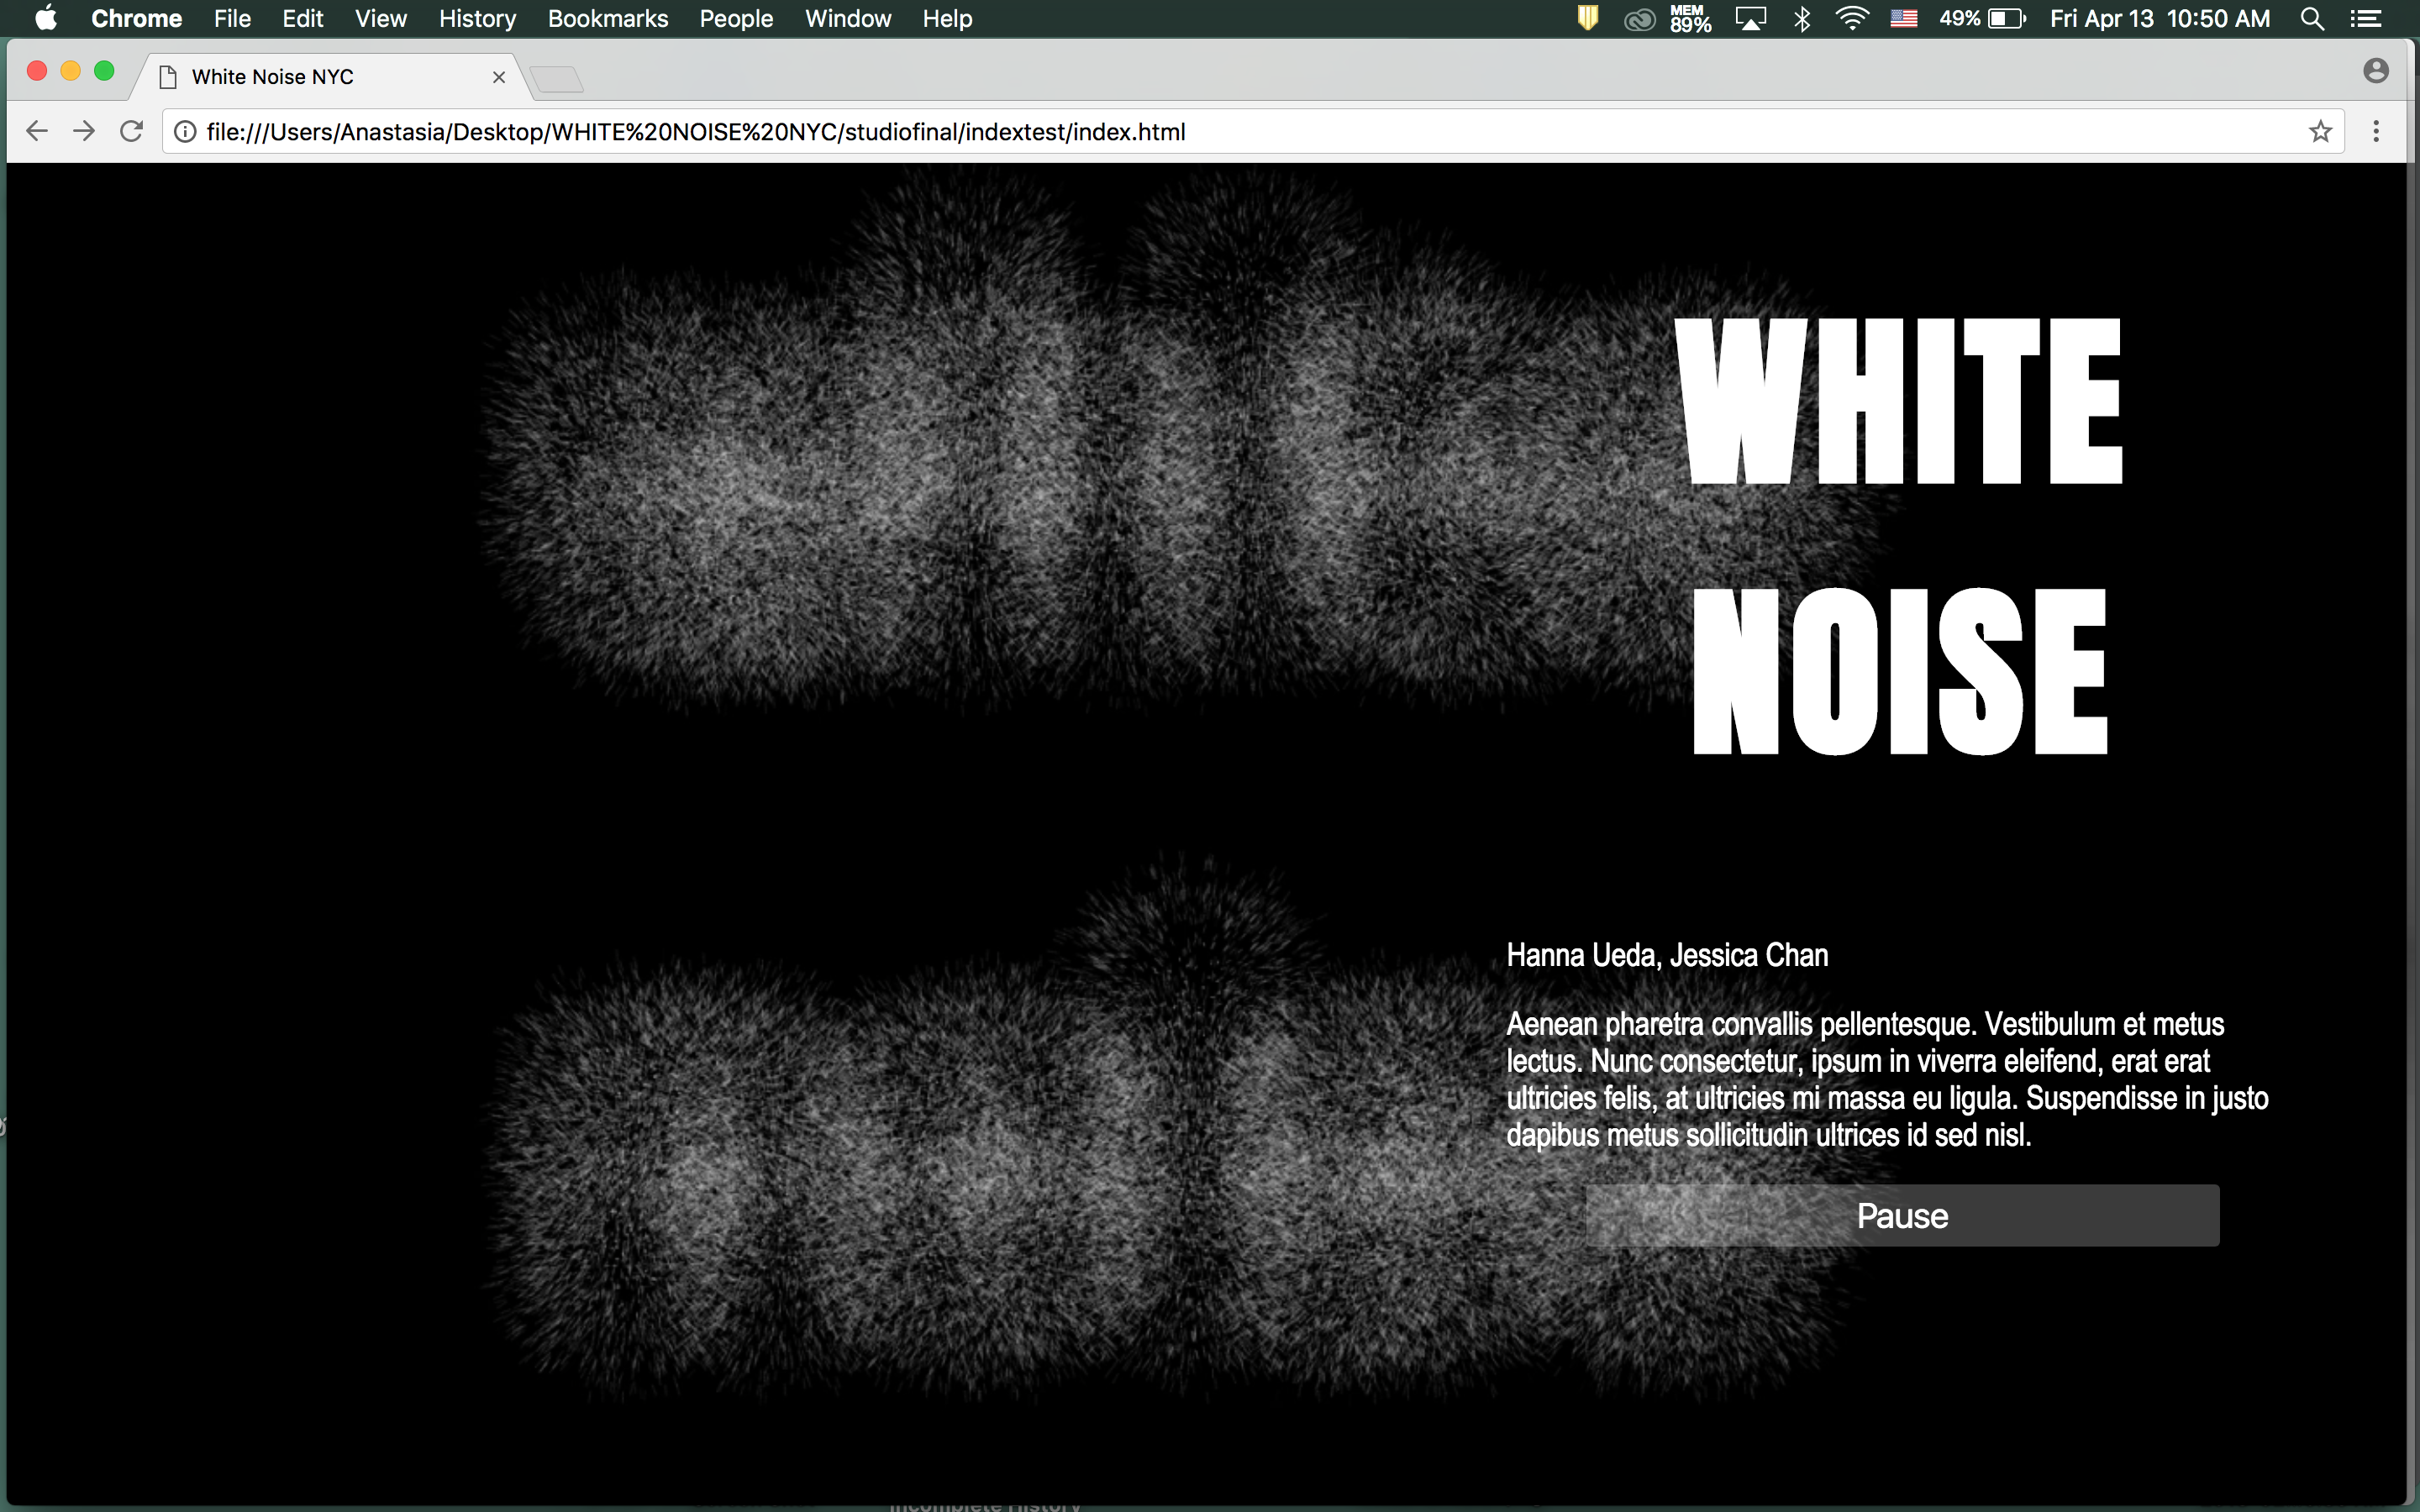 Chrome File Edit View History Bookmarks People Window Help MEM 89% 49% Fri Apr 13 10:50 AM
White Noise NYC
file:///Users/Anastasia/Desktop/WHITE%20NOISE%20NYC/studiofinal/indextest/index.html
WHITE
NOISE
Hanna Ueda, Jessica Chan
Aenean pharetra convallis pellentesque. Vestibulum et metus
lectus. Nunc consectetur, ipsum in viverra eleifend, erat erat
ultricies felis, at ultricies mi massa eu ligula. Suspendisse in justo
dapibus metus sollicitudin ultrices id sed nisl.
Pause
Incomplete History